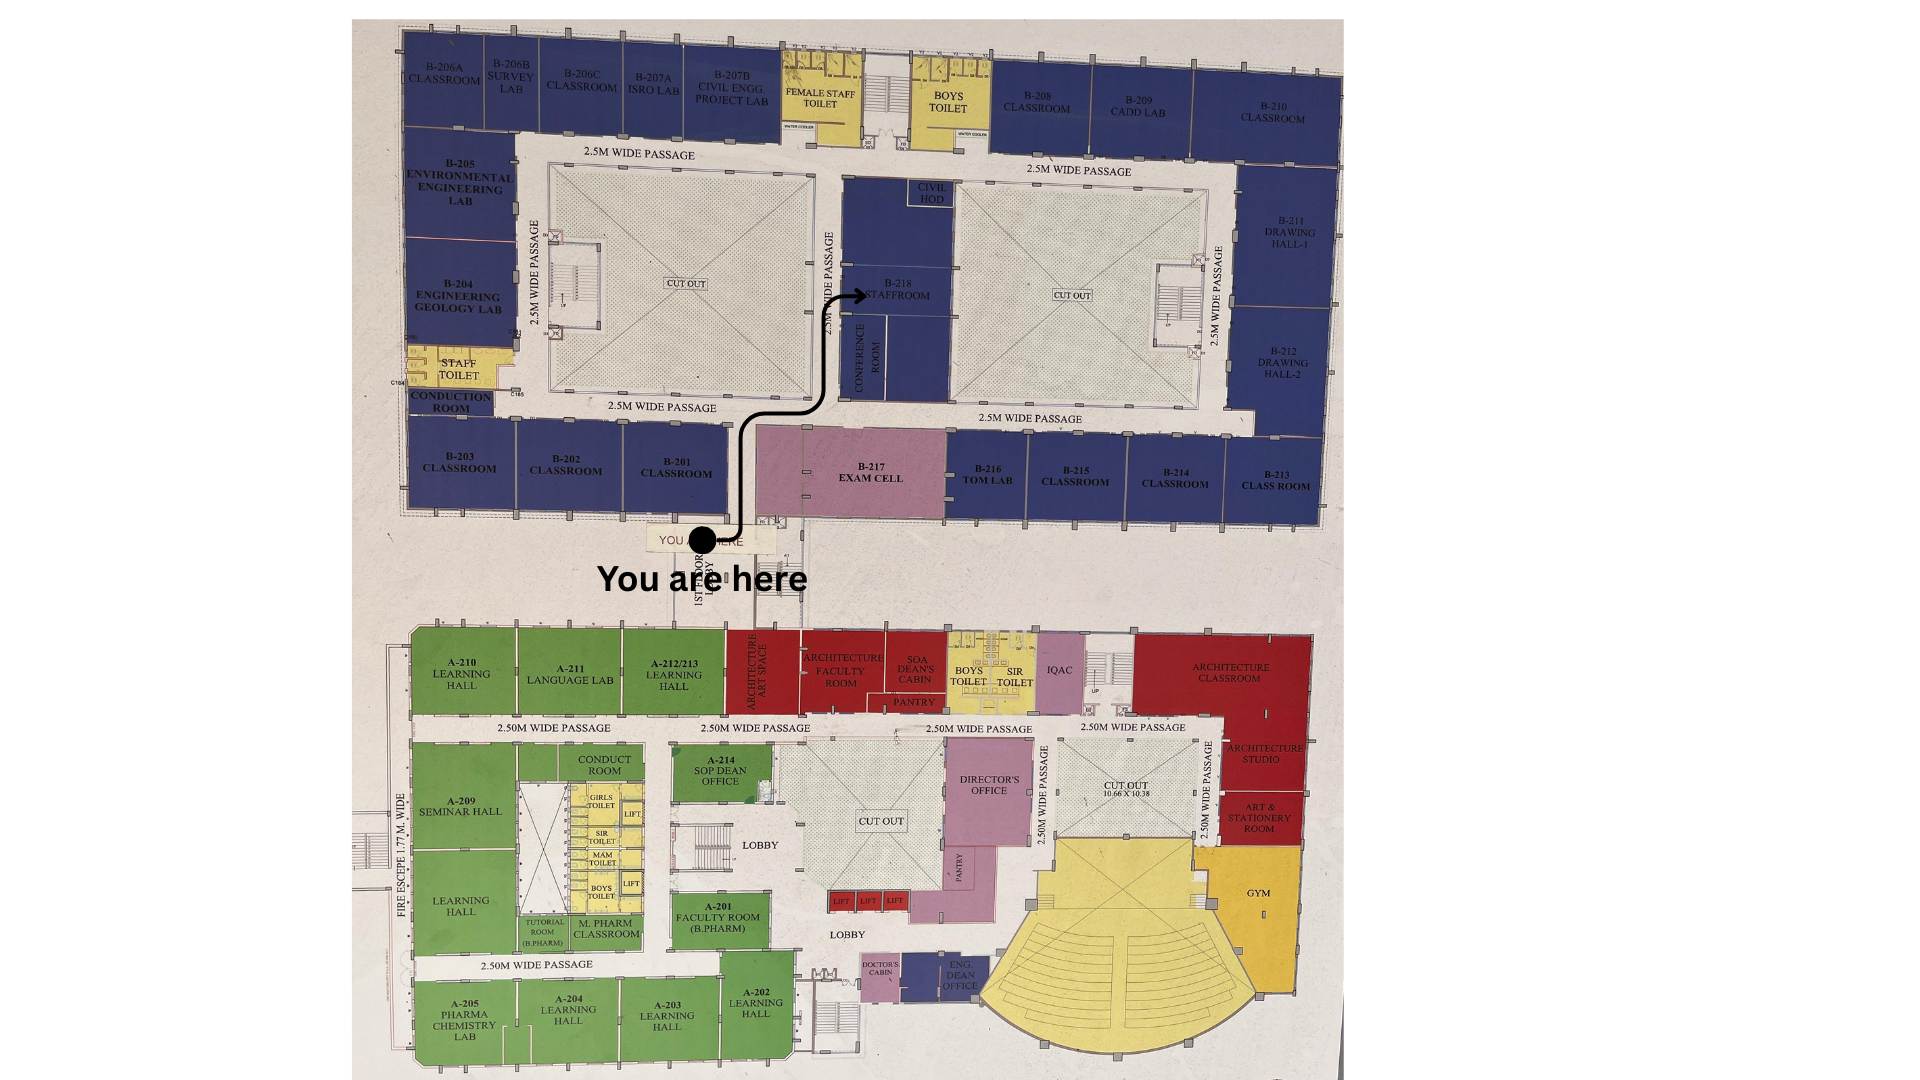 B-206A
CLASSROOM
B-206B
SURVEY
LAB
B-206C
CLASSROOM
B-207A
ISRO LAB
B-207B
CIVIL ENGG.
PROJECT LAB
FEMALE STAFF
TOILET
WATER COOLER
BOYS
TOILET
WATER COOLER
B-208
CLASSROOM
B-209
CADD LAB
B-210
CLASSROOM
2.5M WIDE PASSAGE
2.5M WIDE PASSAGE
B-205
ENVIRONMENTAL
ENGINEERING
LAB
CIVIL
HOD
B-211
DRAWING
HALL-1
2.5M WIDE PASSAGE
CUT OUT
UP
WIDE PASSAGE
2.5M
B-218
STAFFROOM
CUT OUT
UP
2.5M WIDE PASSAGE
B-204
ENGINEERING
GEOLOGY LAB
CONFERENCE
ROOM
B-212
DRAWING
HALL-2
STAFF
TOILET
C184
C185
CONDUCTION
ROOM
2.5M WIDE PASSAGE
2.5M WIDE PASSAGE
B-203
CLASSROOM
B-202
CLASSROOM
B-201
CLASSROOM
B-217
EXAM CELL
B-216
TOM LAB
B-215
CLASSROOM
B-214
CLASSROOM
B-213
CLASS ROOM
YOU A HERE
You are here
1ST FLOOR
LOBBY
A-210
LEARNING
HALL
A-211
LANGUAGE LAB
A-212/213
LEARNING
HALL
ARCHITECTURE
ART SPACE
ARCHITECTURE
FACULTY
ROOM
SOA
DEAN'S
CABIN
PANTRY
BOYS
TOILET
SIR
TOILET
IQAC
UP
ARCHITECTURE
CLASSROOM
2.50M WIDE PASSAGE
2.50M WIDE PASSAGE
2.50M WIDE PASSAGE
2.50M WIDE PASSAGE
CONDUCT
ROOM
A-214
SOP DEAN
OFFICE
DIRECTOR'S
OFFICE
2.50M WIDE PASSAGE
CUT OUT
10.66 X 10.38
2.50M WIDE PASSAGE
ARCHITECTURE
STUDIO
A-209
SEMINAR HALL
GIRLS
TOILET
LIFT
SIR
TOILET
MAM
TOILET
BOYS
TOILET
LIFT
LOBBY
CUT OUT
ART &
STATIONERY
ROOM
FIRE ESCEPE 1.77 M. WIDE
LEARNING
HALL
PANTRY
GYM
LIFT
LIFT
LIFT
A-201
FACULTY ROOM
(B.PHARM)
TUTORIAL
ROOM
(B.PHARM)
M. PHARM
CLASSROOM
LOBBY
2.50M WIDE PASSAGE
DOCTOR'S
CABIN
ENG.
DEAN
OFFICE
A-205
PHARMA
CHEMISTRY
LAB
A-204
LEARNING
HALL
A-203
LEARNING
HALL
A-202
LEARNING
HALL